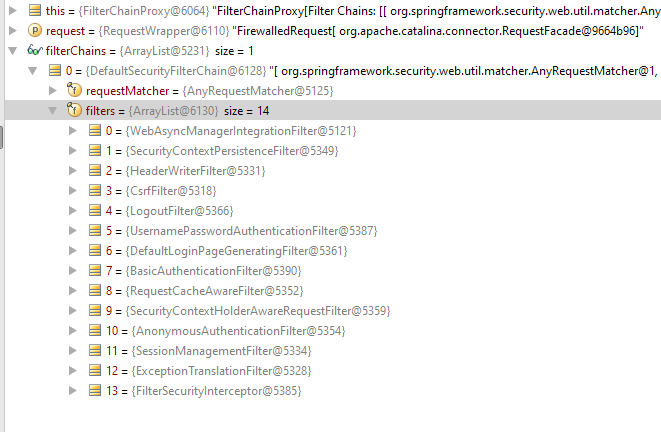 this = {FilterChainProxy@6064} "FilterChainProxy[Filter Chains: [[ org.springframework.security.web.util.matcher.Any
request = {RequestWrapper@6110} "FirewalledRequest[ org.apache.catalina.connector.RequestFacade@9664b96]"
filterChains = {ArrayList@5231} size = 1
0 = {DefaultSecurityFilterChain@6128} "[ org.springframework.security.web.util.matcher.AnyRequestMatcher@1,
requestMatcher = {AnyRequestMatcher@5125}
filters = {ArrayList@6130} size = 14
0 = {WebAsyncManagerIntegrationFilter@5121}
1 = {SecurityContextPersistenceFilter@5349}
2 = {HeaderWriterFilter@5331}
3 = {CsrfFilter@5318}
4 = {LogoutFilter@5366}
5 = {UsernamePasswordAuthenticationFilter@5387}
6 = {DefaultLoginPageGeneratingFilter@5361}
7 = {BasicAuthenticationFilter@5390}
8 = {RequestCacheAwareFilter@5352}
9 = {SecurityContextHolderAwareRequestFilter@5359}
10 = {AnonymousAuthenticationFilter@5354}
11 = {SessionManagementFilter@5334}
12 = {ExceptionTranslationFilter@5328}
13 = {FilterSecurityInterceptor@5385}